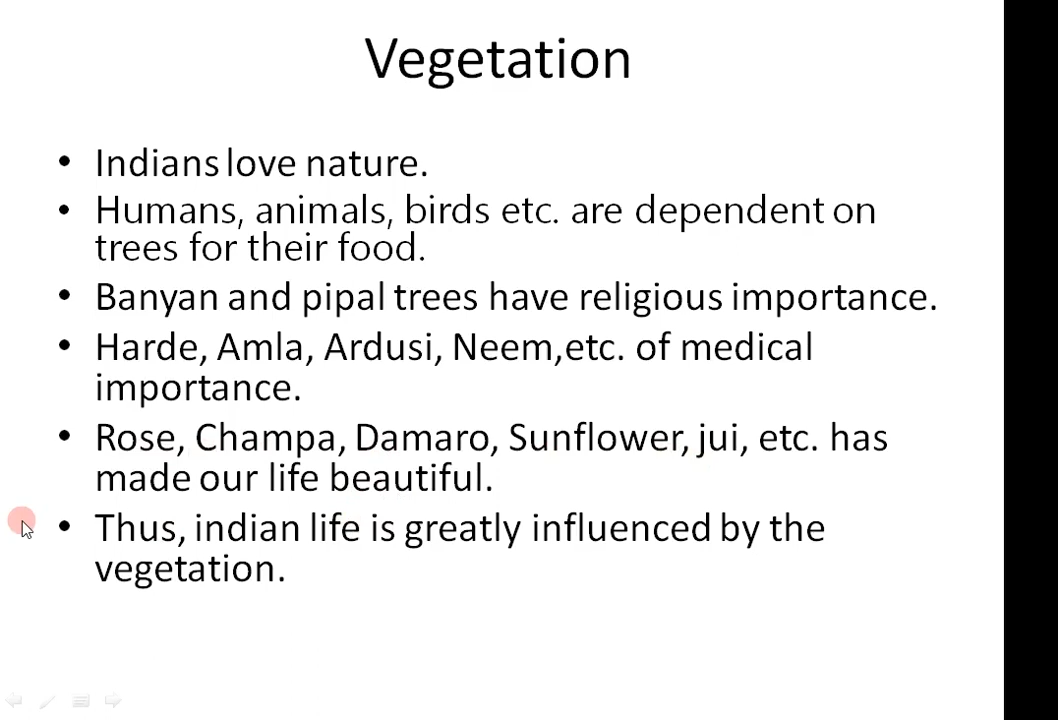 Vegetation
• Indians love nature.
• Humans, animals, birds etc. are dependent on
trees for their food.
• Banyan and pipal trees have religious importance.
• Harde, Amla, Ardusi, Neem,etc. of medical
importance.
• Rose, Champa, Damaro, Sunflower, jui, etc. has
made our life beautiful.
• Thus, indian life is greatly influenced by the
vegetation.